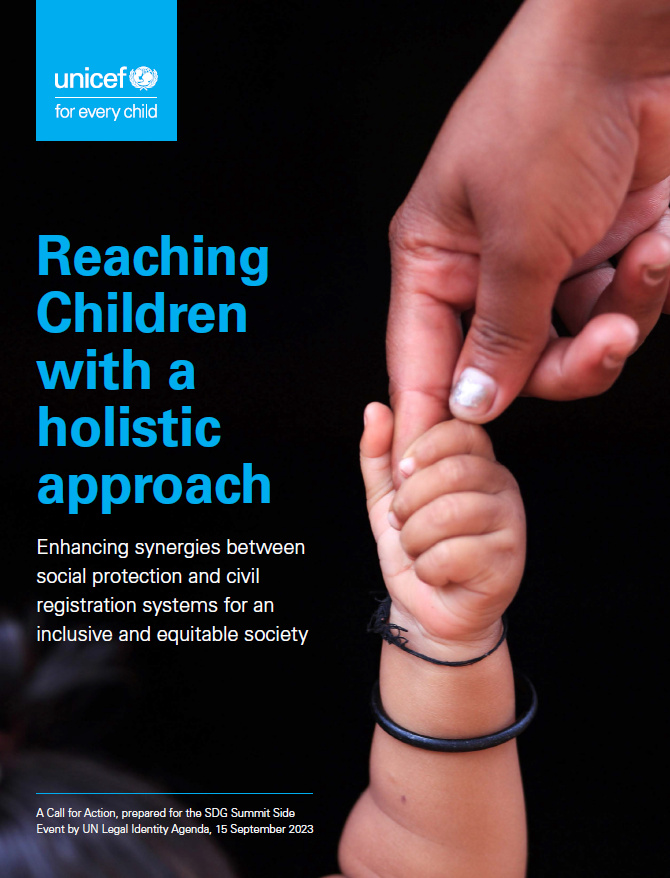 unicef
for every child
Reaching
Children
with a
holistic
approach
Enhancing synergies between
social protection and civil
registration systems for an
inclusive and equitable society
A Call for Action, prepared for the SDG Summit Side
Event by UN Legal Identity Agenda, 15 September 2023